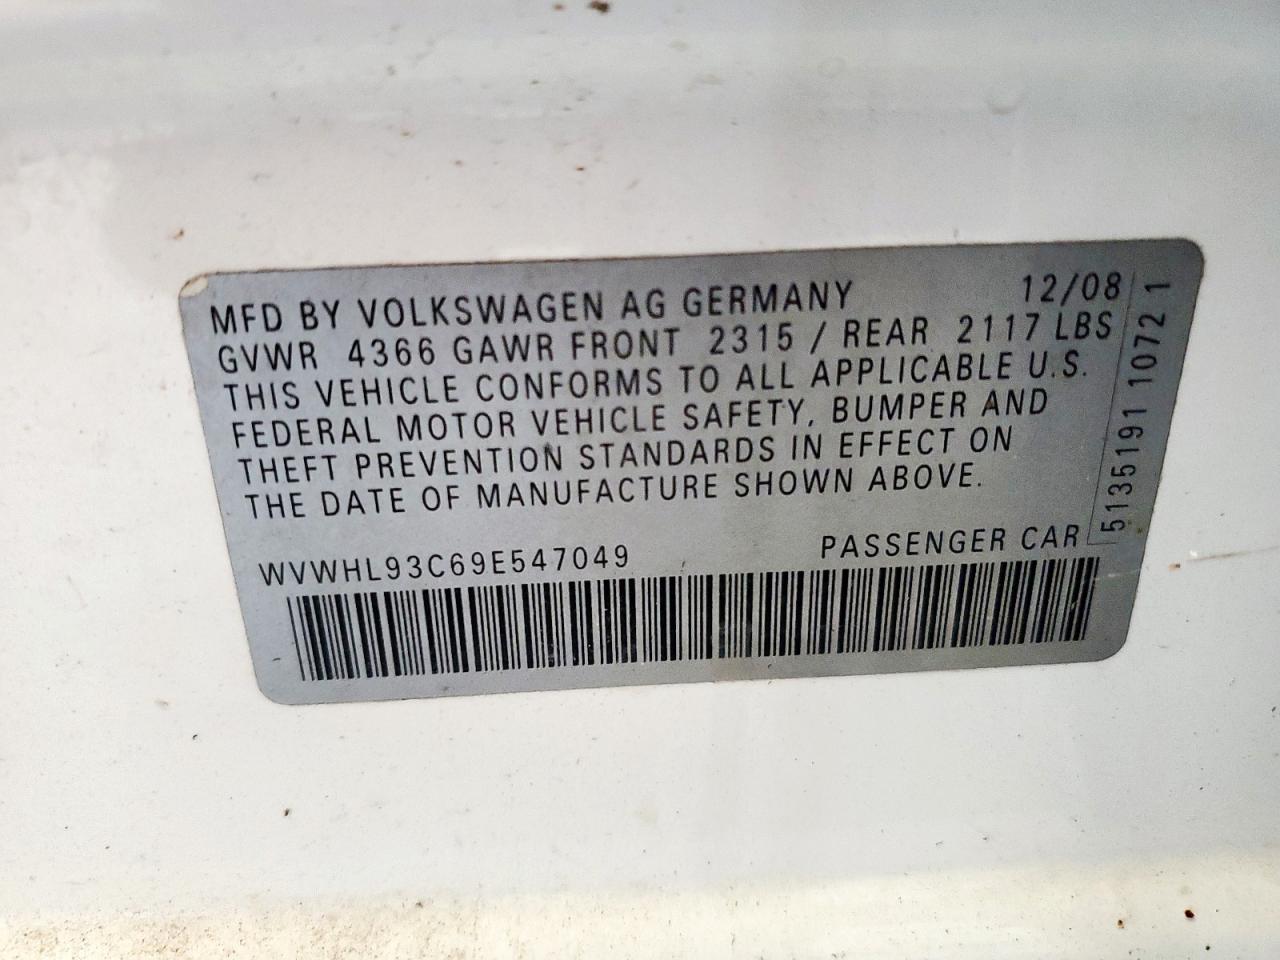 MFD BY VOLKSWAGEN AG GERMANY 12/08
GVWR 4366 GAWR FRONT 2315 / REAR 2117 LBS
THIS VEHICLE CONFORMS TO ALL APPLICABLE U.S.
FEDERAL MOTOR VEHICLE SAFETY, BUMPER AND
THEFT PREVENTION STANDARDS IN EFFECT ON
THE DATE OF MANUFACTURE SHOWN ABOVE.
WVWHL93C69E547049 PASSENGER CAR
5135191 1072 1